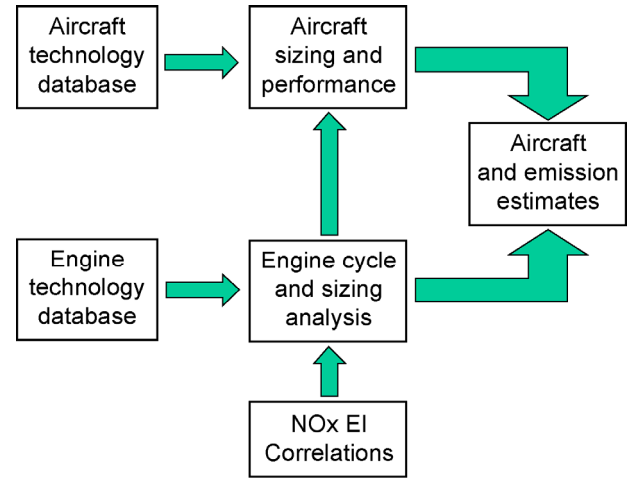 Aircraft
technology
database
Aircraft
sizing and
performance
Aircraft
and emission
estimates
Engine
technology
database
Engine cycle
and sizing
analysis
NOx EI
Correlations